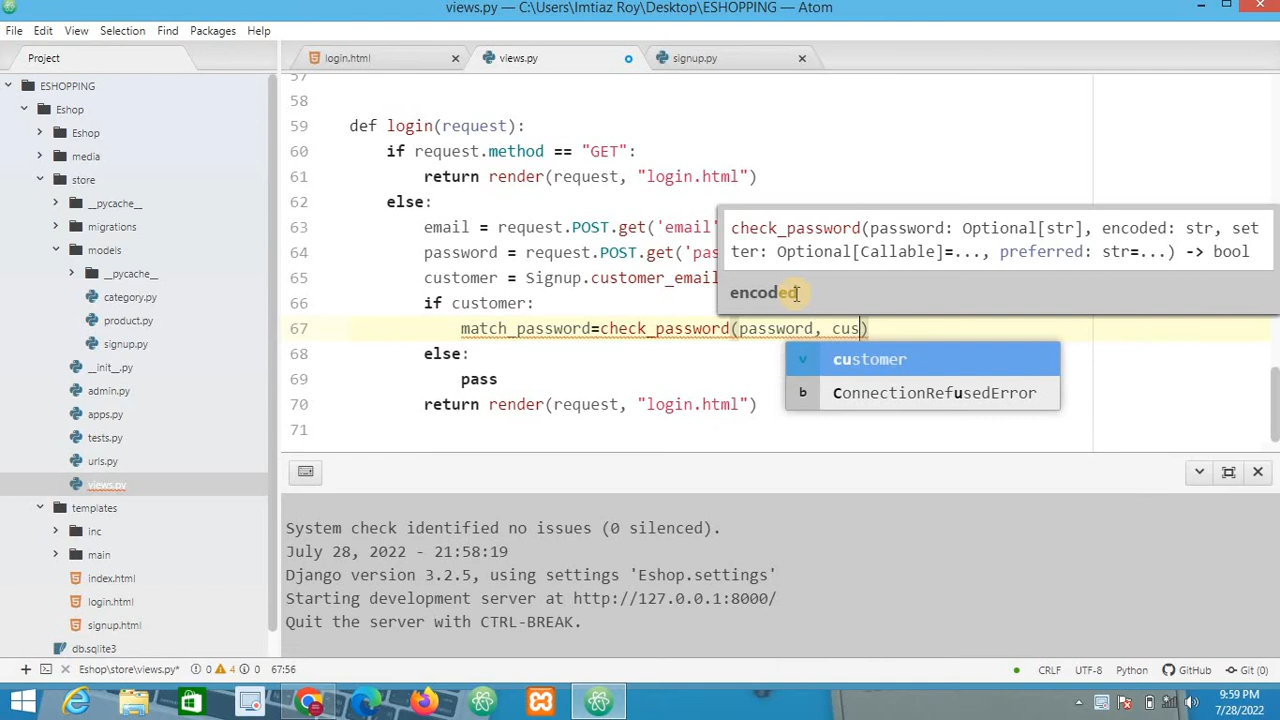 views.py — C:\Users\Imtiaz Roy\Desktop\ESHOPPING — Atom
File Edit View Selection Find Packages Help
Project
login.html
views.py
signup.py
ESHOPPING
Eshop
Eshop
media
store
__pycache__
migrations
models
__pycache__
category.py
product.py
signup.py
__init__.py
admin.py
apps.py
tests.py
urls.py
views.py
templates
inc
main
index.html
login.html
signup.html
db.sqlite3
57
58
59 def login(request):
60 if request.method == "GET":
61 return render(request, "login.html")
62 else:
63 email = request.POST.get('email'
64 password = request.POST.get('pas
65 customer = Signup.customer_email
66 if customer:
67 match_password=check_password(password, cus)
68 else:
69 pass
70 return render(request, "login.html")
71
check_password(password: Optional[str], encoded: str, set
ter: Optional[Callable]=..., preferred: str=...) -> bool
encoded
v customer
b ConnectionRefusedError
System check identified no issues (0 silenced).
July 28, 2022 - 21:58:19
Django version 3.2.5, using settings 'Eshop.settings'
Starting development server at http://127.0.0.1:8000/
Quit the server with CTRL-BREAK.
Eshop\store\views.py* 0 4 0 67:56 CRLF UTF-8 Python GitHub Git (0)
9:59 PM
7/28/2022